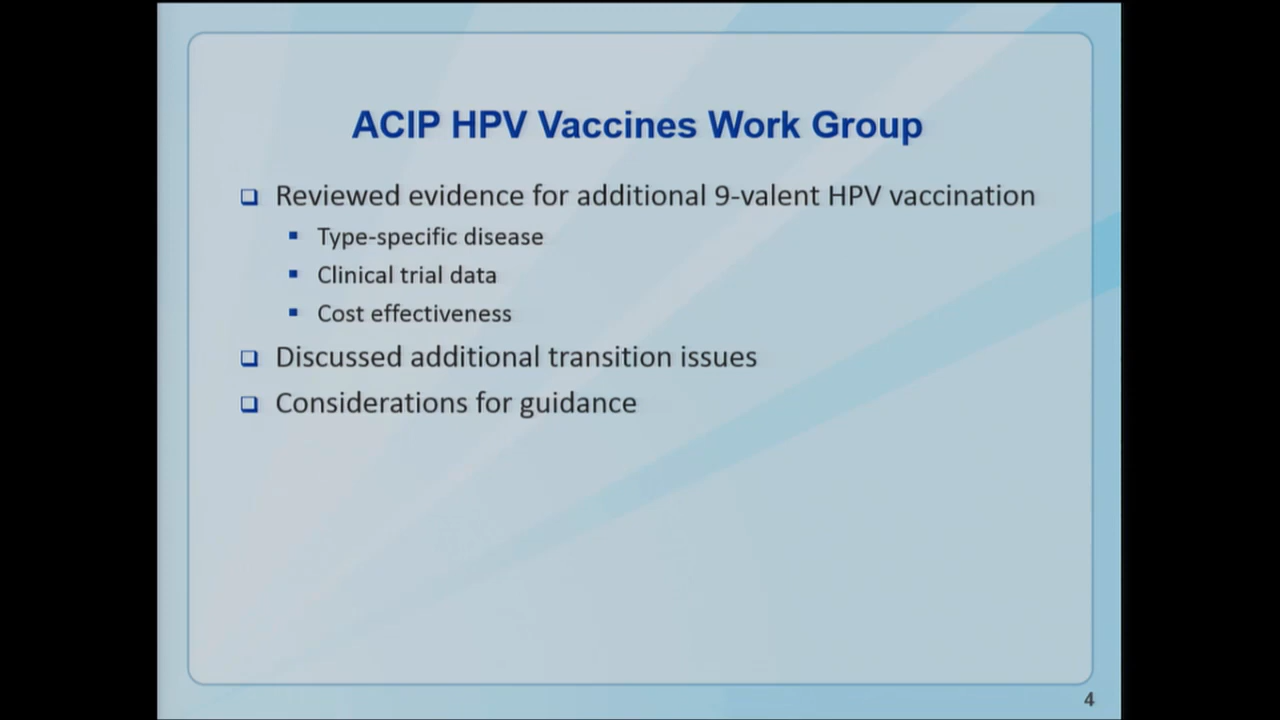 ACIP HPV Vaccines Work Group
Reviewed evidence for additional 9-valent HPV vaccination
Type-specific disease
Clinical trial data
Cost effectiveness
Discussed additional transition issues
Considerations for guidance
4